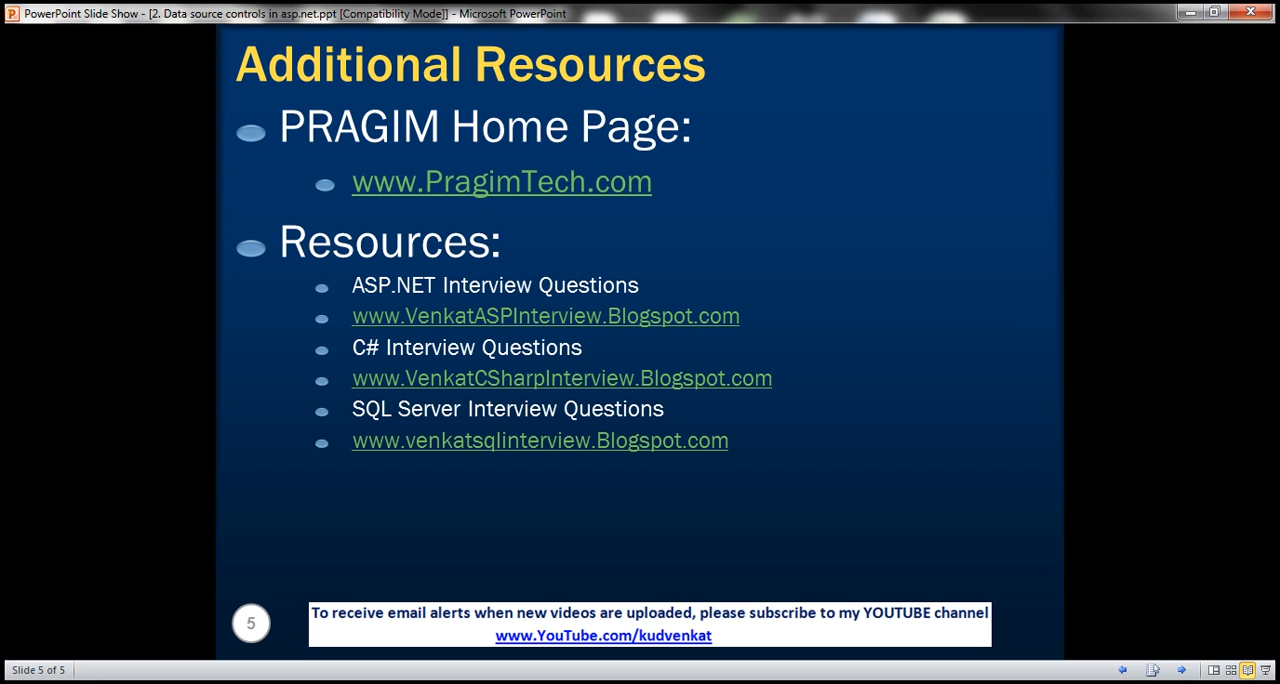 PowerPoint Slide Show - [2. Data source controls in asp.net.ppt [Compatibility Mode]] - Microsoft PowerPoint
Additional Resources
PRAGIM Home Page:
www.PragimTech.com
Resources:
ASP.NET Interview Questions
www.VenkatASPInterview.Blogspot.com
C# Interview Questions
www.VenkatCSharpInterview.Blogspot.com
SQL Server Interview Questions
www.venkatsqlinterview.Blogspot.com
5
To receive email alerts when new videos are uploaded, please subscribe to my YOUTUBE channel
www.YouTube.com/kudvenkat
Slide 5 of 5